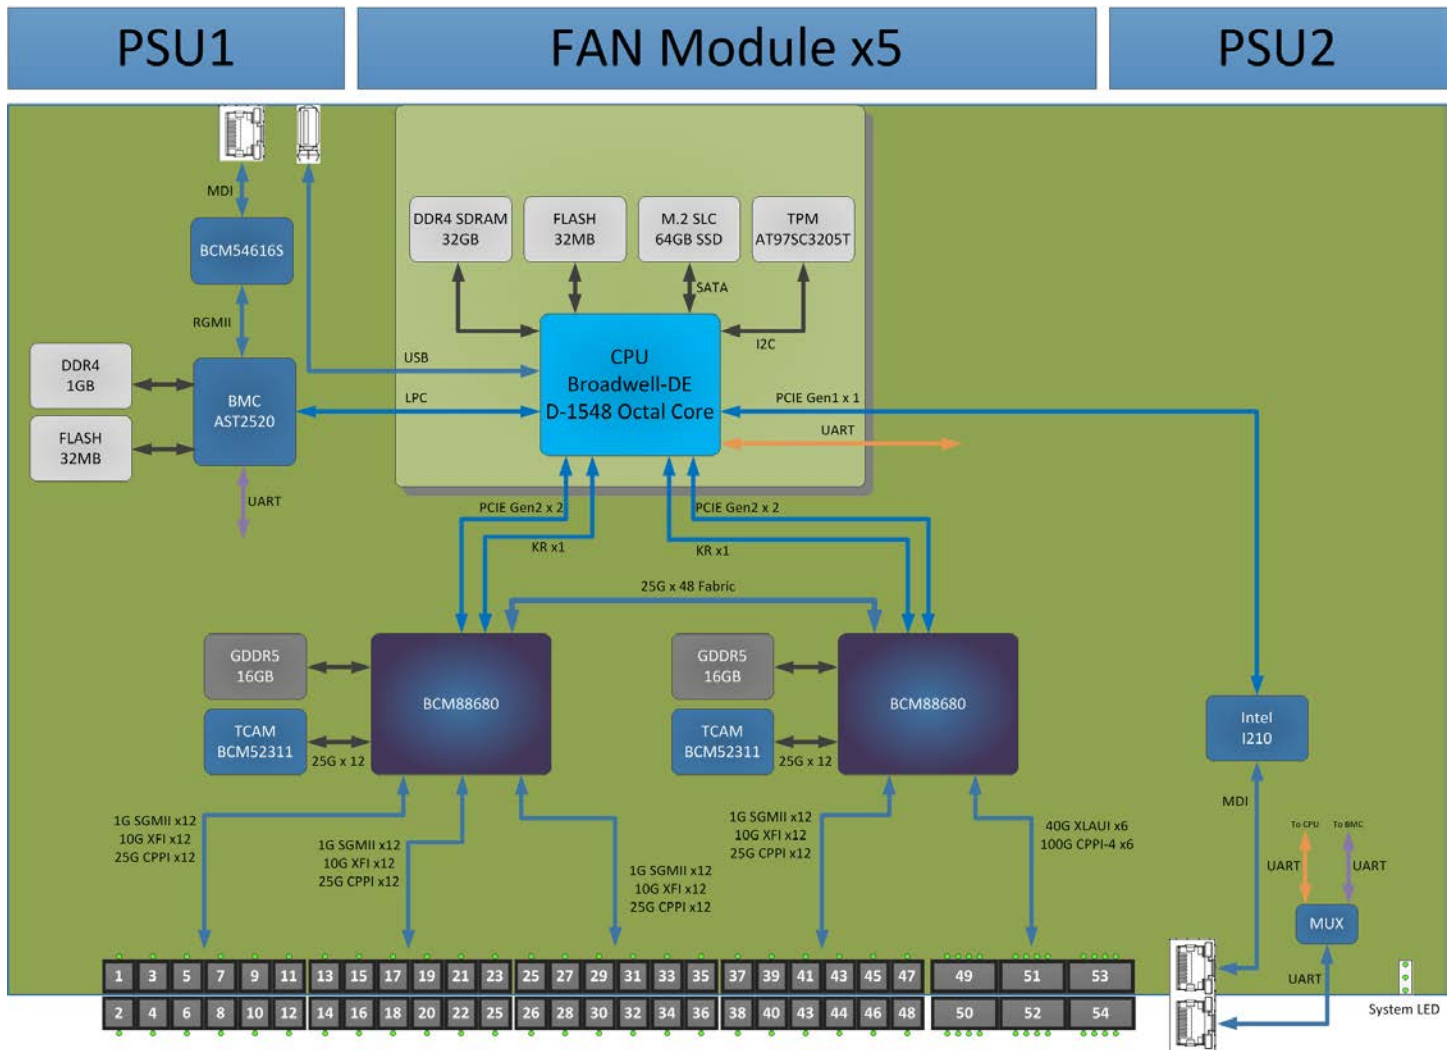 PSU1
FAN Module x5
PSU2
MDI
BCM54616S
RGMII
DDR4
1GB
FLASH
32MB
BMC
AST2520
UART
USB
LPC
DDR4 SDRAM
32GB
FLASH
32MB
M.2 SLC
64GB SSD
TPM
AT97SC3205T
SATA
I2C
CPU
Broadwell-DE
D-1548 Octal Core
PCIE Gen1 x 1
UART
PCIE Gen2 x 2
KR x1
PCIE Gen2 x 2
KR x1
25G x 48 Fabric
GDDR5
16GB
TCAM
BCM52311
25G x 12
BCM88680
GDDR5
16GB
TCAM
BCM52311
25G x 12
BCM88680
Intel
I210
MDI
1G SGMII x12
10G XFI x12
25G CPPI x12
1G SGMII x12
10G XFI x12
25G CPPI x12
1G SGMII x12
10G XFI x12
25G CPPI x12
1G SGMII x12
10G XFI x12
25G CPPI x12
40G XLAUI x6
100G CPPI-4 x6
To CPU
To BMC
UART
UART
MUX
UART
1 3 5 7 9 11 13 15 17 19 21 23 25 27 29 31 33 35 37 39 41 43 45 47 49 51 53
2 4 6 8 10 12 14 16 18 20 22 25 26 28 30 32 34 36 38 40 43 44 46 48 50 52 54
System LED